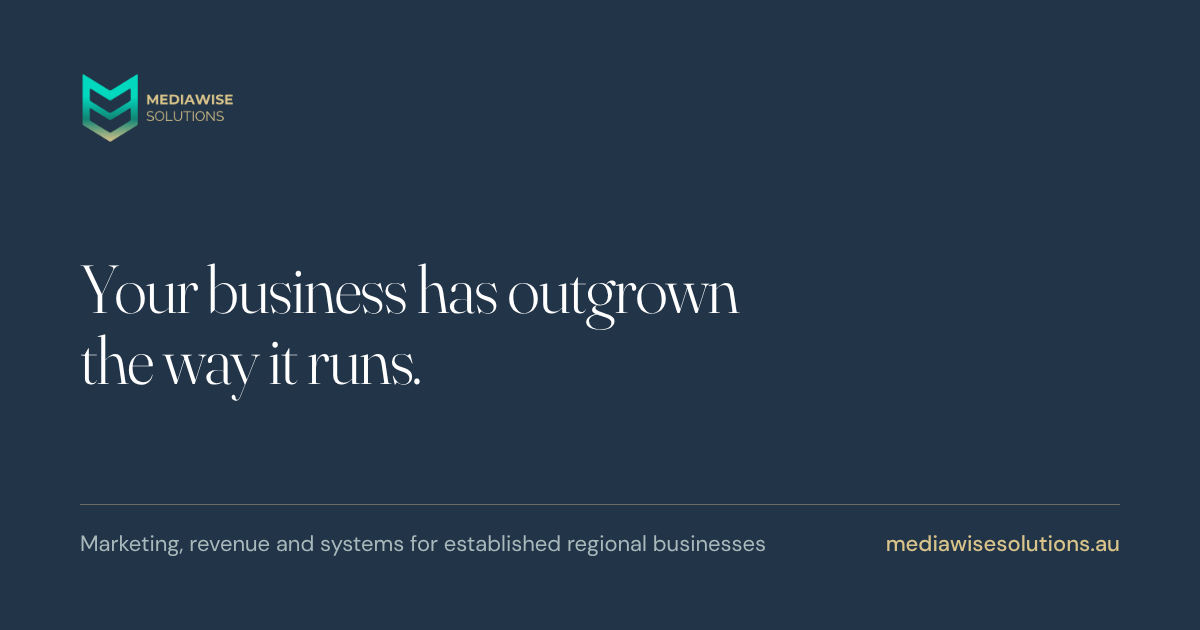 MEDIAWISE
SOLUTIONS
Your business has outgrown
the way it runs.
Marketing, revenue and systems for established regional businesses
mediawisesolutions.au